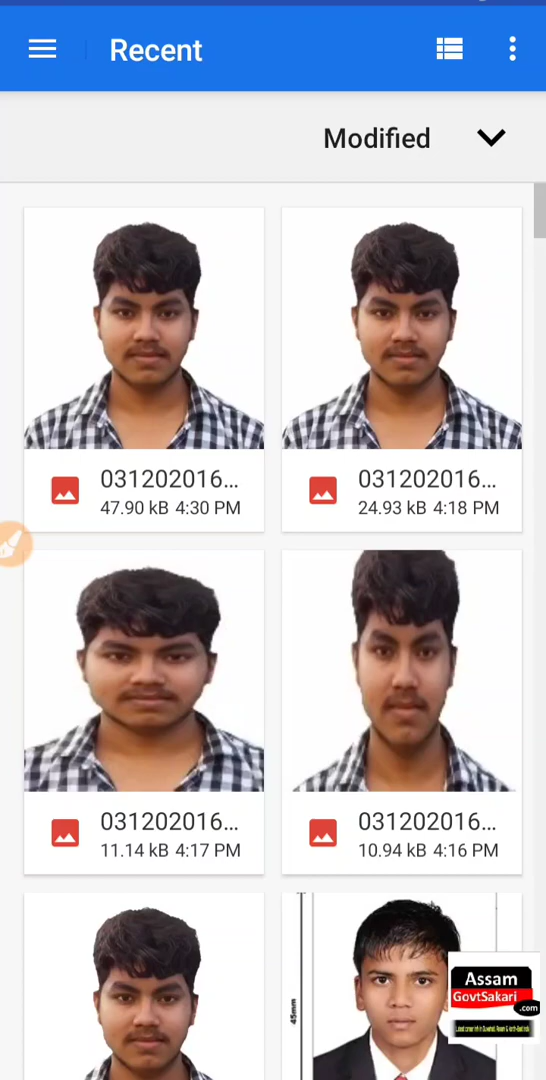 Recent
Modified
031202016...
47.90 kB 4:30 PM
031202016...
24.93 kB 4:18 PM
031202016...
11.14 kB 4:17 PM
031202016...
10.94 kB 4:16 PM
45mm
Assam
GovtSakari
.com